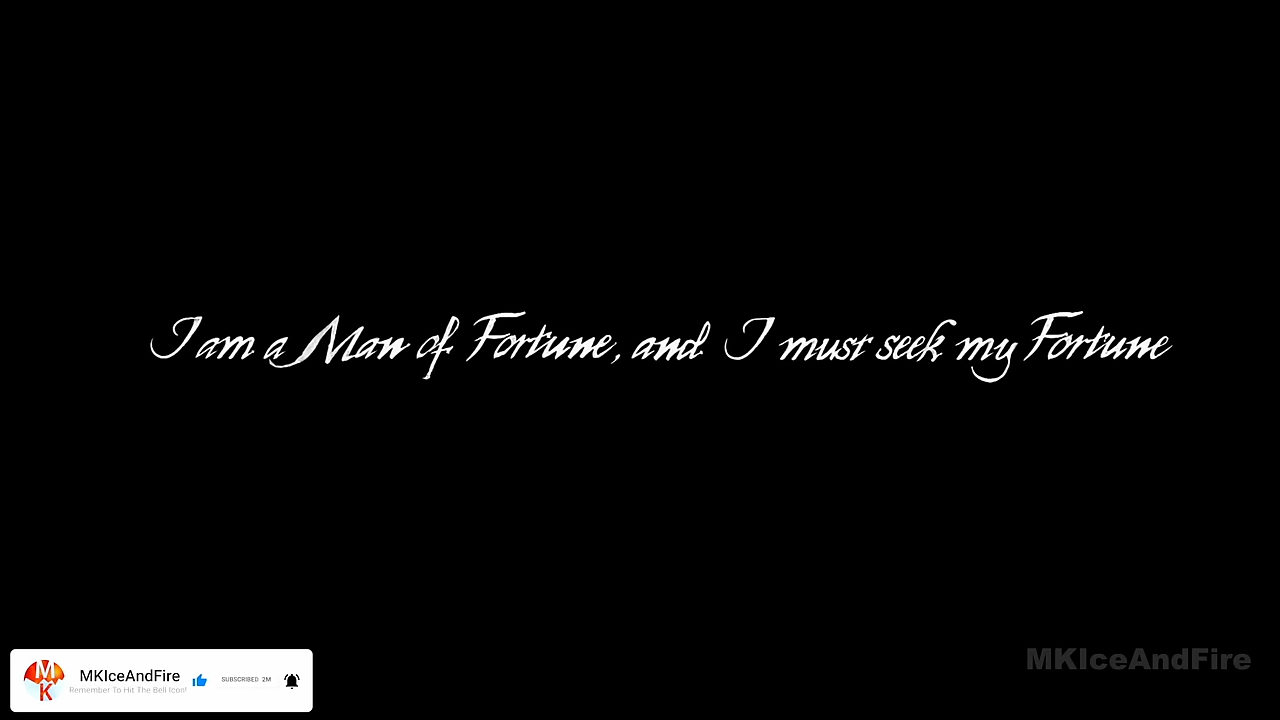 I am a Man of Fortune, and I must seek my Fortune
MKIceAndFire
MK
MKIceAndFire
Remember To Hit The Bell Icon!
SUBSCRIBED 2M